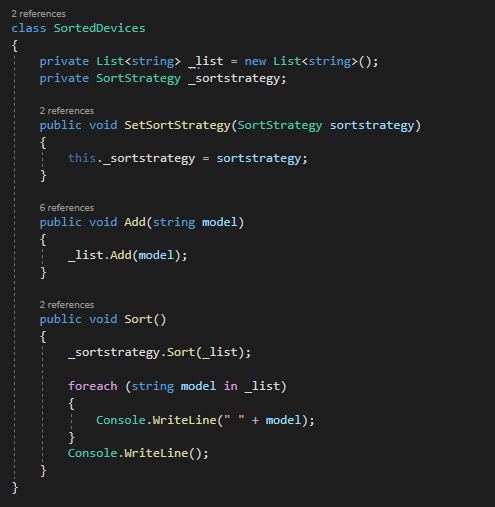 2 references
class SortedDevices
{
    private List<string> _list = new List<string>();
    private SortStrategy _sortstrategy;
    2 references
    public void SetSortStrategy(SortStrategy sortstrategy)
    {
        this._sortstrategy = sortstrategy;
    }
    6 references
    public void Add(string model)
    {
        _list.Add(model);
    }
    2 references
    public void Sort()
    {
        _sortstrategy.Sort(_list);
        foreach (string model in _list)
        {
            Console.WriteLine(" " + model);
        }
        Console.WriteLine();
    }
}